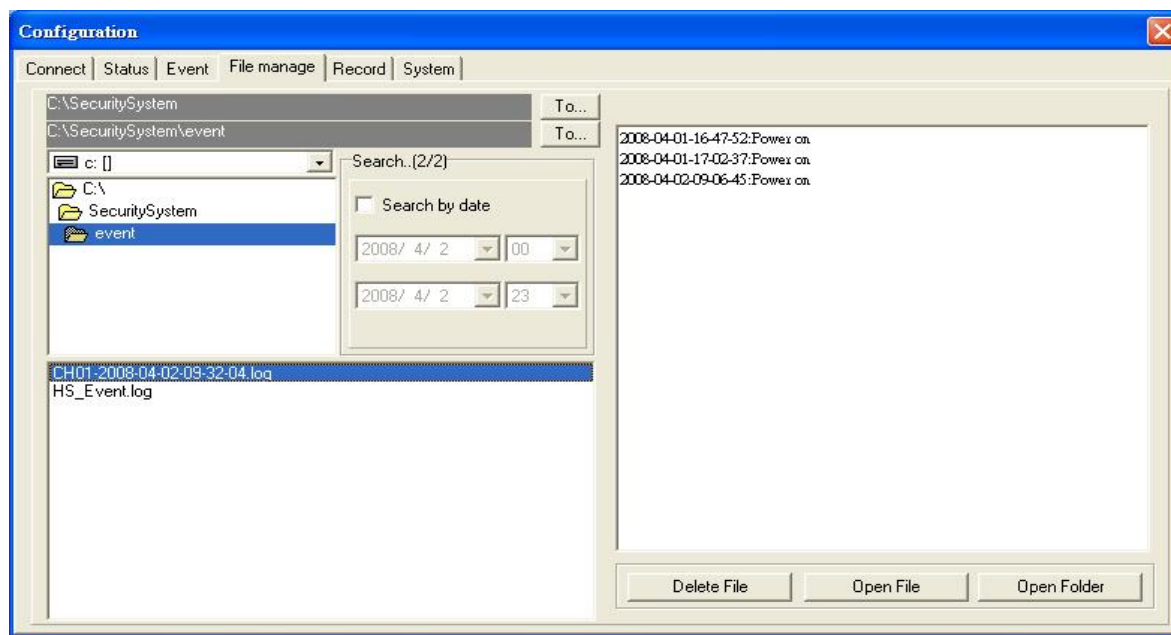 Configuration
Connect Status Event File manage Record System
C:\SecuritySystem To...
C:\SecuritySystem\event To...
c: []
C:\
SecuritySystem
event
Search..(2/2)
Search by date
2008/ 4/ 2 00
2008/ 4/ 2 23
CH01-2008-04-02-09-32-04.log
HS_Event.log
2008-04-01-16-47-52:Power on
2008-04-01-17-02-37:Power on
2008-04-02-09-06-45:Power on
Delete File Open File Open Folder